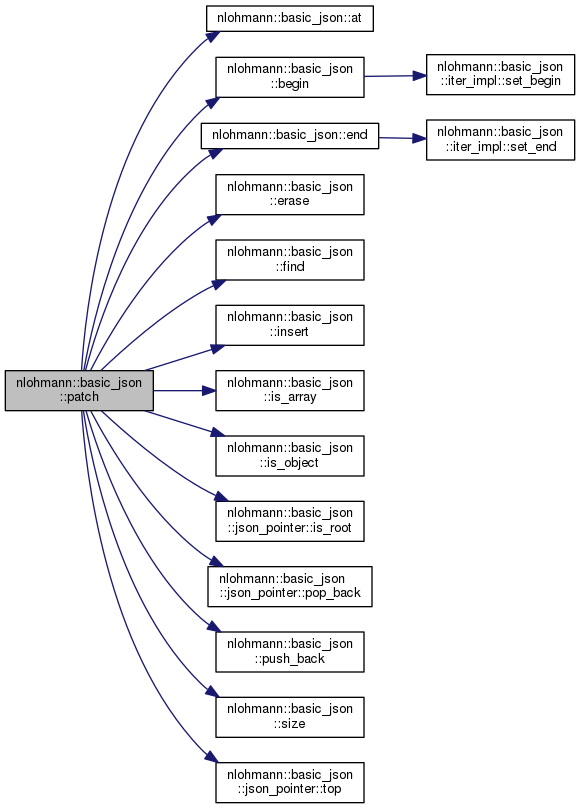 nlohmann::basic_json::at
nlohmann::basic_json
::begin
nlohmann::basic_json
::iter_impl::set_begin
nlohmann::basic_json::end
nlohmann::basic_json
::iter_impl::set_end
nlohmann::basic_json
::erase
nlohmann::basic_json
::find
nlohmann::basic_json
::insert
nlohmann::basic_json
::patch
nlohmann::basic_json
::is_array
nlohmann::basic_json
::is_object
nlohmann::basic_json
::json_pointer::is_root
nlohmann::basic_json
::json_pointer::pop_back
nlohmann::basic_json
::push_back
nlohmann::basic_json
::size
nlohmann::basic_json
::json_pointer::top